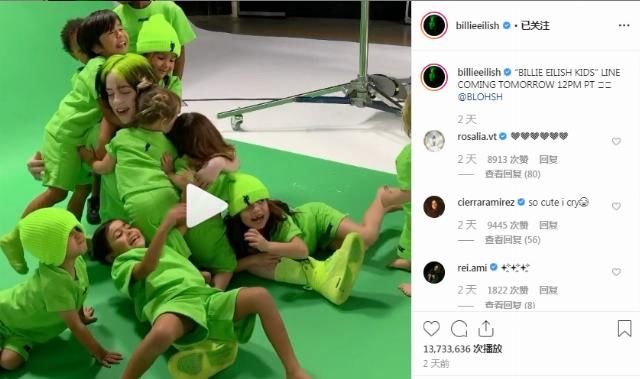 billieeilish • 已关注
billieeilish "BILLIE EILISH KIDS" LINE
COMING TOMORROW 12PM PT
@BLOHSH
2 天
rosalia.vt 🖤🖤🖤🖤🖤🖤
2 天 8913 次赞 回复
查看回复 (80)
cierraramirez so cute i cry
2 天 9445 次赞 回复
查看回复 (56)
rei.ami
2 天 1822 次赞 回复
查看回复 (8)
13,733,636 次播放
2 天前